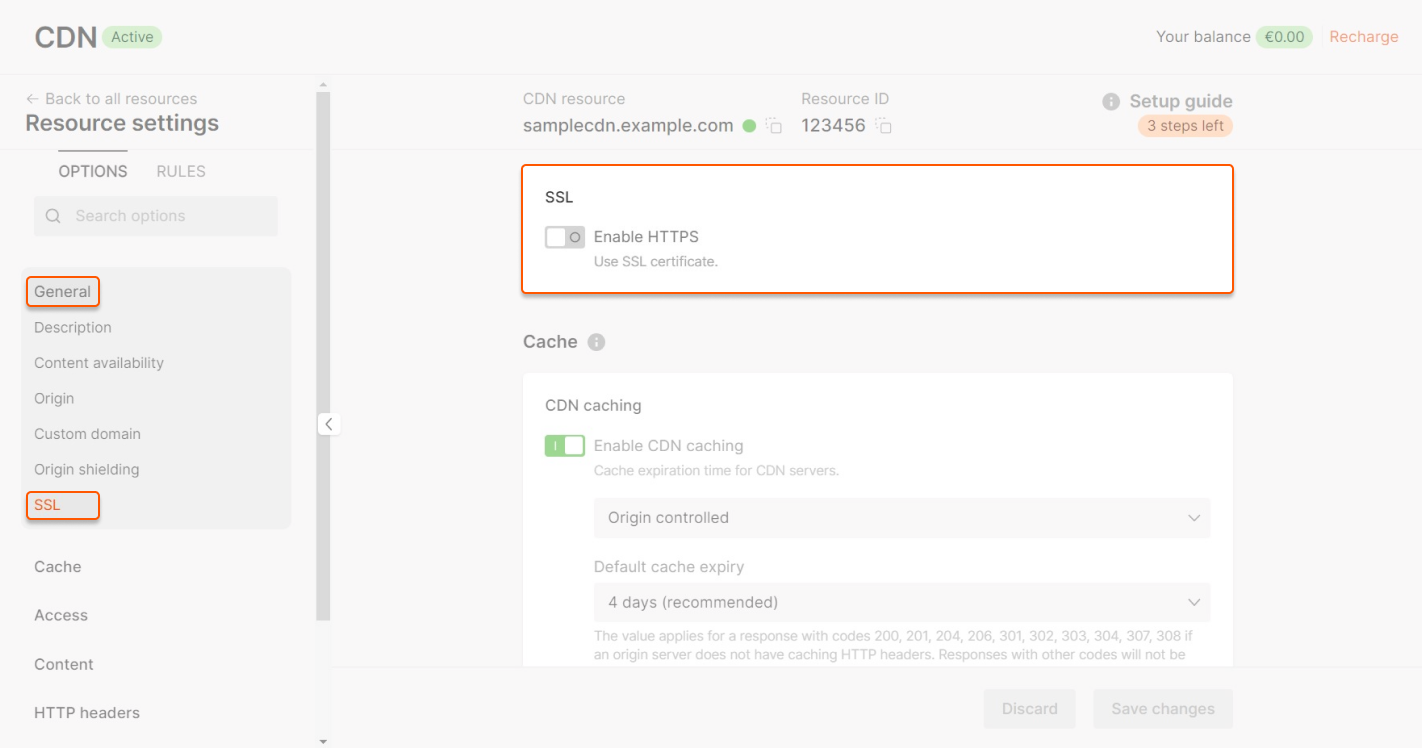 CDN Active
Your balance €0.00 Recharge
← Back to all resources
Resource settings
OPTIONS RULES
Search options
General
Description
Content availability
Origin
Custom domain
Origin shielding
SSL
Cache
Access
Content
HTTP headers
CDN resource
samplecdn.example.com
Resource ID
123456
Setup guide
3 steps left
SSL
Enable HTTPS
Use SSL certificate.
Cache
CDN caching
Enable CDN caching
Cache expiration time for CDN servers.
Origin controlled
Default cache expiry
4 days (recommended)
The value applies for a response with codes 200, 201, 204, 206, 301, 302, 303, 304, 307, 308 if
an origin server does not have caching HTTP headers. Responses with other codes will not be
Discard
Save changes